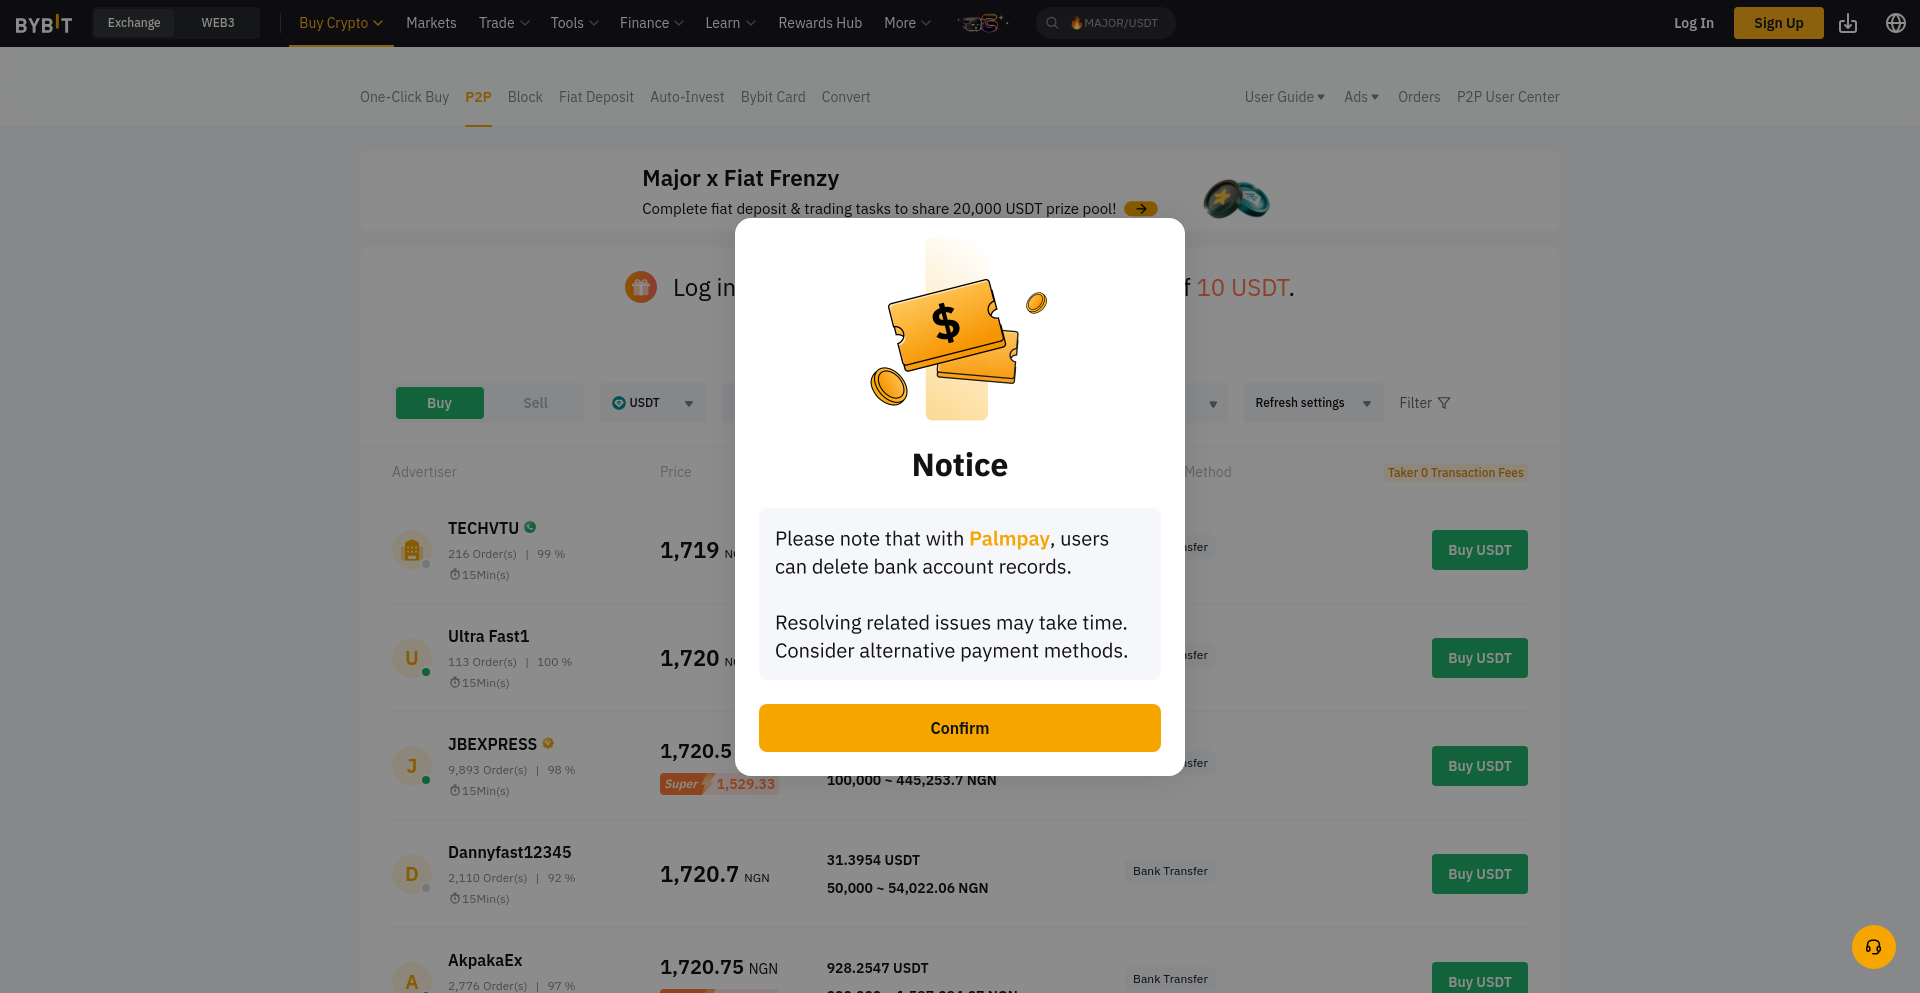 BYBIT
Exchange
WEB3
Buy Crypto
Markets
Trade
Tools
Finance
Learn
Rewards Hub
More
MAJOR/USDT
Log In
Sign Up
One-Click Buy
P2P
Block
Fiat Deposit
Auto-Invest
Bybit Card
Convert
User Guide
Ads
Orders
P2P User Center
Major x Fiat Frenzy
Complete fiat deposit & trading tasks to share 20,000 USDT prize pool!
Log in
10 USDT.
Buy
Sell
USDT
Refresh settings
Filter
Advertiser
Price
Method
Taker 0 Transaction Fees
TECHVTU
216 Order(s) | 99 %
15Min(s)
1,719
Buy USDT
U
Ultra Fast1
113 Order(s) | 100 %
15Min(s)
1,720
Buy USDT
J
JBEXPRESS
9,893 Order(s) | 98 %
15Min(s)
1,720.5
Super 1,529.33
100,000 ~ 445,253.7 NGN
Buy USDT
D
Dannyfast12345
2,110 Order(s) | 92 %
15Min(s)
1,720.7 NGN
31.3954 USDT
50,000 ~ 54,022.06 NGN
Bank Transfer
Buy USDT
A
AkpakaEx
2,776 Order(s) | 97 %
1,720.75 NGN
928.2547 USDT
Bank Transfer
Buy USDT
$
Notice
Please note that with Palmpay, users
can delete bank account records.
Resolving related issues may take time.
Consider alternative payment methods.
Confirm